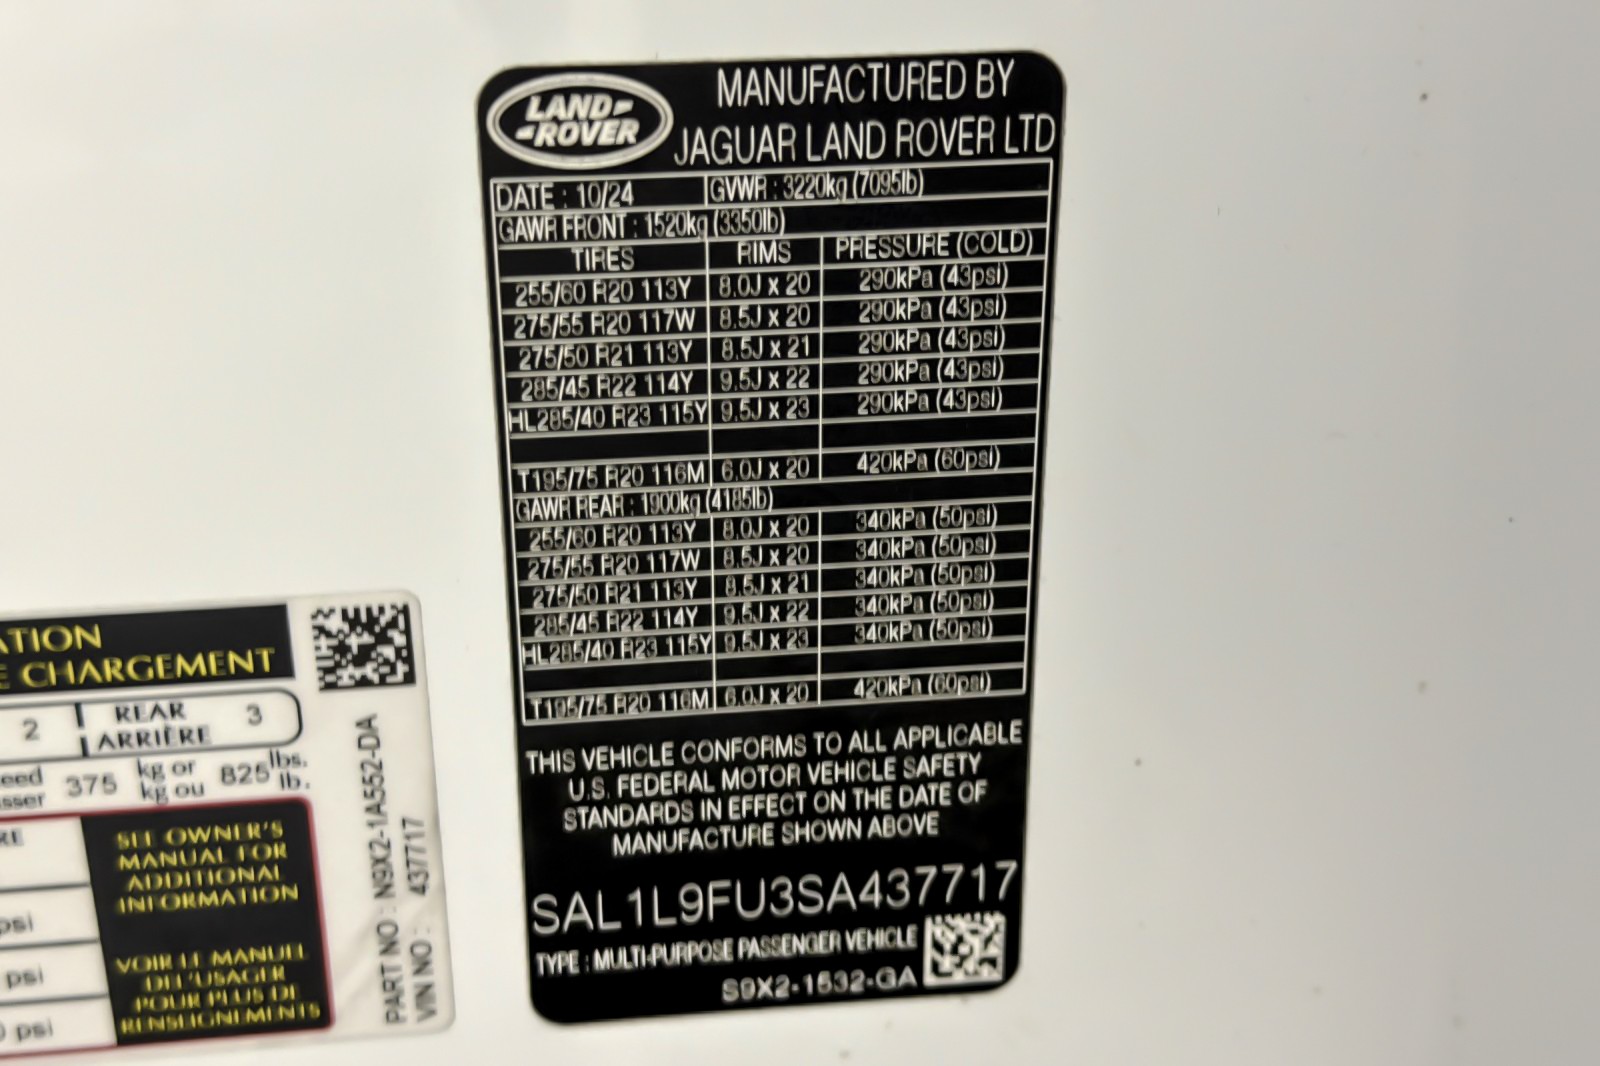 LAND
ROVER
MANUFACTURED BY
JAGUAR LAND ROVER LTD
DATE : 10/24 GVWR : 3220kg (7095lb)
GAWR FRONT : 1520kg (3350lb)
TIRES RIMS PRESSURE (COLD)
255/60 R20 113Y 8.0J x 20 290kPa (43psi)
275/55 R20 117W 8.5J x 20 290kPa (43psi)
275/50 R21 113Y 8.5J x 21 290kPa (43psi)
285/45 R22 114Y 9.5J x 22 290kPa (43psi)
HL285/40 R23 115Y 9.5J x 23 290kPa (43psi)
T195/75 R20 116M 6.0J x 20 420kPa (60psi)
GAWR REAR : 1900kg (4185lb)
255/60 R20 113Y 8.0J x 20 340kPa (50psi)
275/55 R20 117W 8.5J x 20 340kPa (50psi)
275/50 R21 113Y 8.5J x 21 340kPa (50psi)
285/45 R22 114Y 9.5J x 22 340kPa (50psi)
HL285/40 R23 115Y 9.5J x 23 340kPa (50psi)
T195/75 R20 116M 6.0J x 20 420kPa (60psi)
THIS VEHICLE CONFORMS TO ALL APPLICABLE
U.S. FEDERAL MOTOR VEHICLE SAFETY
STANDARDS IN EFFECT ON THE DATE OF
MANUFACTURE SHOWN ABOVE
SAL1L9FU3SA437717
TYPE : MULTI-PURPOSE PASSENGER VEHICLE
S9X2-1532-GA
ATION
E CHARGEMENT
2 REAR 3
ARRIÈRE
eed 375 kg or 825 lbs.
sser kg ou lb.
RE
psi
psi
0 psi
SEE OWNER'S
MANUAL FOR
ADDITIONAL
INFORMATION
VOIR LE MANUEL
DE L'USAGER
POUR PLUS DE
RENSEIGNEMENTS
PART NO : N9X2-1A552-DA
VIN NO : 437717